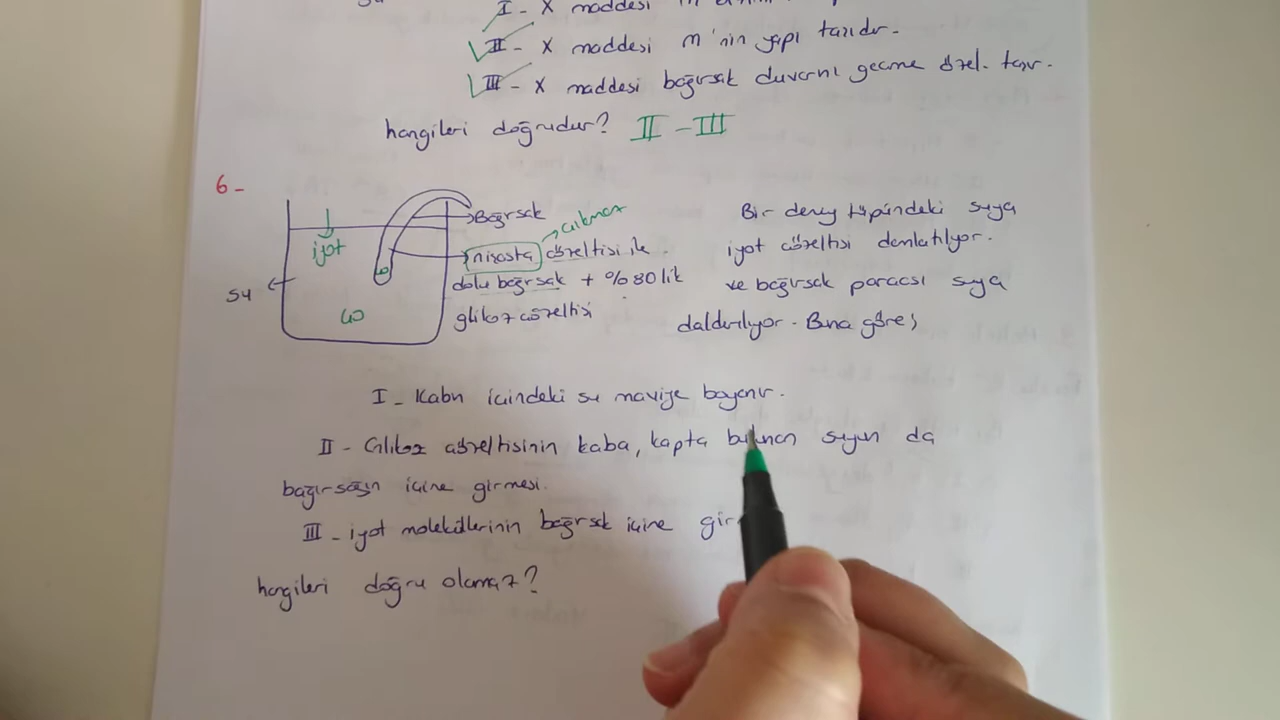 I - X maddesi
II - X maddesi m'nin yapı taşıdır.
III - X maddesi bağırsak duvarını geçme özel. taşır.
hangileri doğrudur? II - III
6 -
iyot
su
Bağırsak
çıkmaz
nişasta çözeltisi ile
dolu bağırsak + %80 lik
glikoz çözeltisi
Bir deney tüpündeki suya
iyot çözeltisi damlatılıyor.
ve bağırsak parçası suya
daldırılıyor. Buna göre;
I - Kabın içindeki su maviye boyanır.
II - Glikoz çözeltisinin kaba, kapta bulunan suyun da
bağırsağın içine girmesi.
III - iyot moleküllerinin bağırsak içine gir
hangileri doğru olamaz?